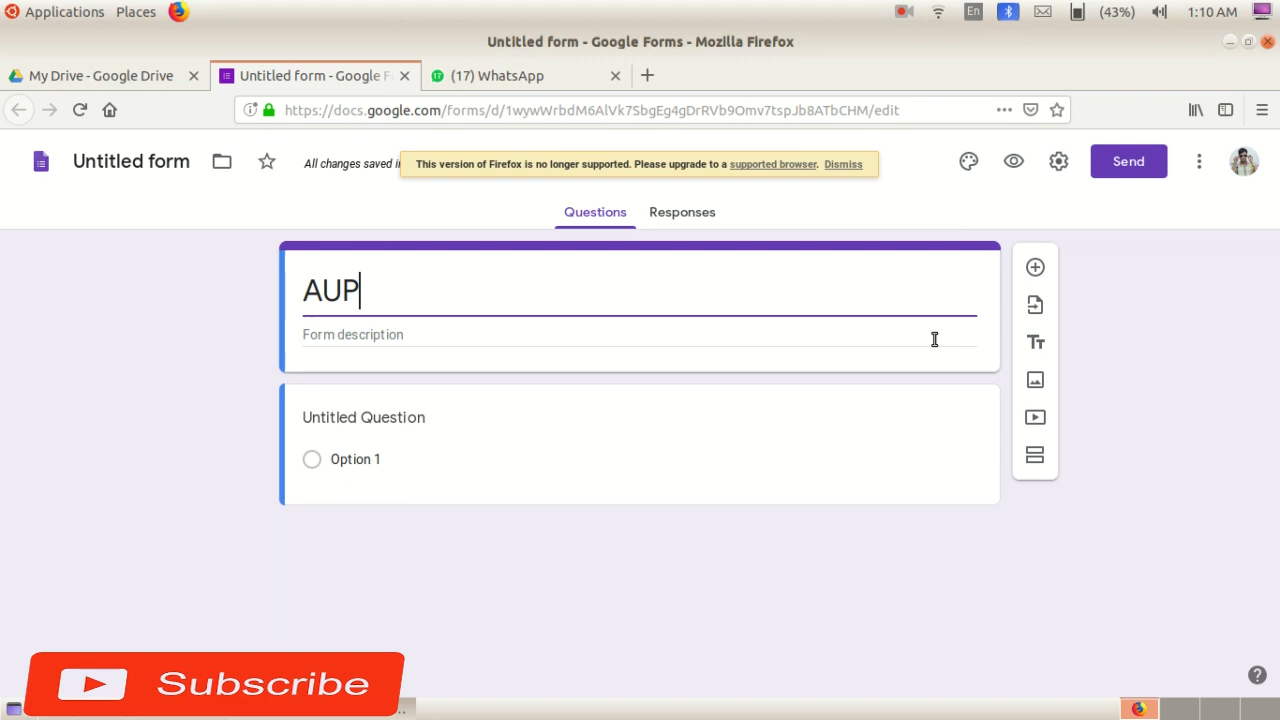 Applications Places En (43%) 1:10 AM
Untitled form - Google Forms - Mozilla Firefox
My Drive - Google Drive Untitled form - Google F (17) WhatsApp
https://docs.google.com/forms/d/1wywWrbdM6AlVk7SbgEg4gDrRVb9Omv7tspJb8ATbCHM/edit
Untitled form All changes saved in This version of Firefox is no longer supported. Please upgrade to a supported browser. Dismiss Send
Questions Responses
AUP
Form description
Untitled Question
Option 1
Subscribe